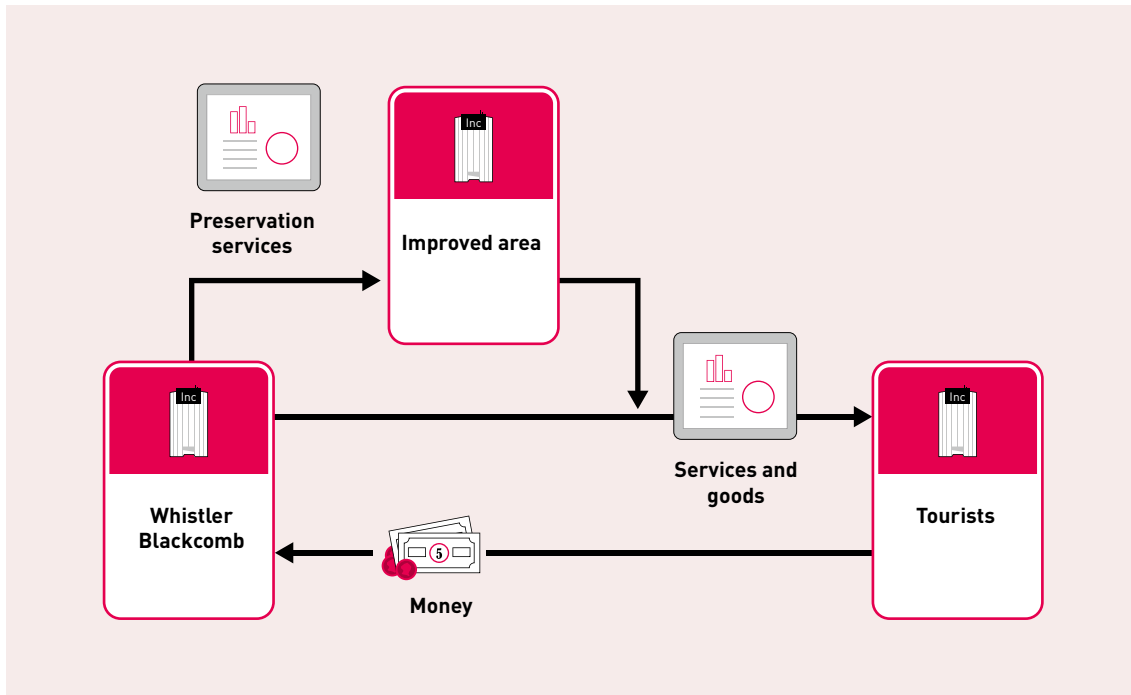 Inc
Preservation
services
Improved area
Inc
Whistler
Blackcomb
Services and
goods
Inc
Tourists
5
Money